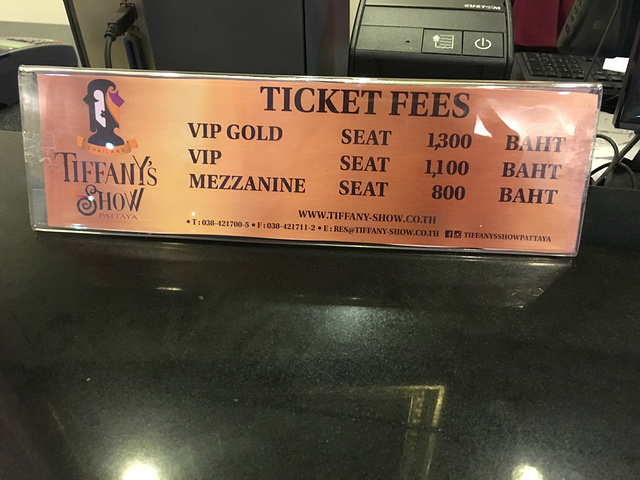 CUSTOM
TICKET FEES
VIP GOLD SEAT 1,300 BAHT
VIP SEAT 1,100 BAHT
MEZZANINE SEAT 800 BAHT
THAILAND
TIFFANY'S
SHOW
PATTAYA
WWW.TIFFANY-SHOW.CO.TH
• T: 038-421700-5 • F: 038-421711-2 • E: RES@TIFFANY-SHOW.CO.TH TIFFANYSSHOWPATTAYA